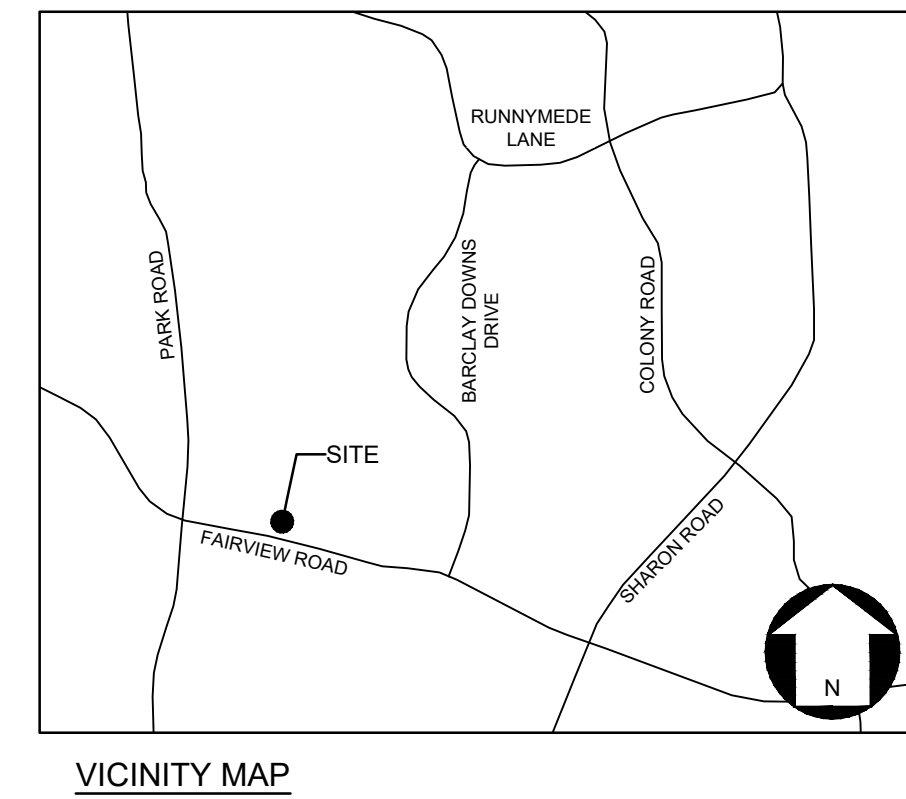 RUNNYMEDE
LANE
PARK ROAD
BARCLAY DOWNS
DRIVE
COLONY ROAD
SITE
FAIRVIEW ROAD
SHARON ROAD
N
VICINITY MAP